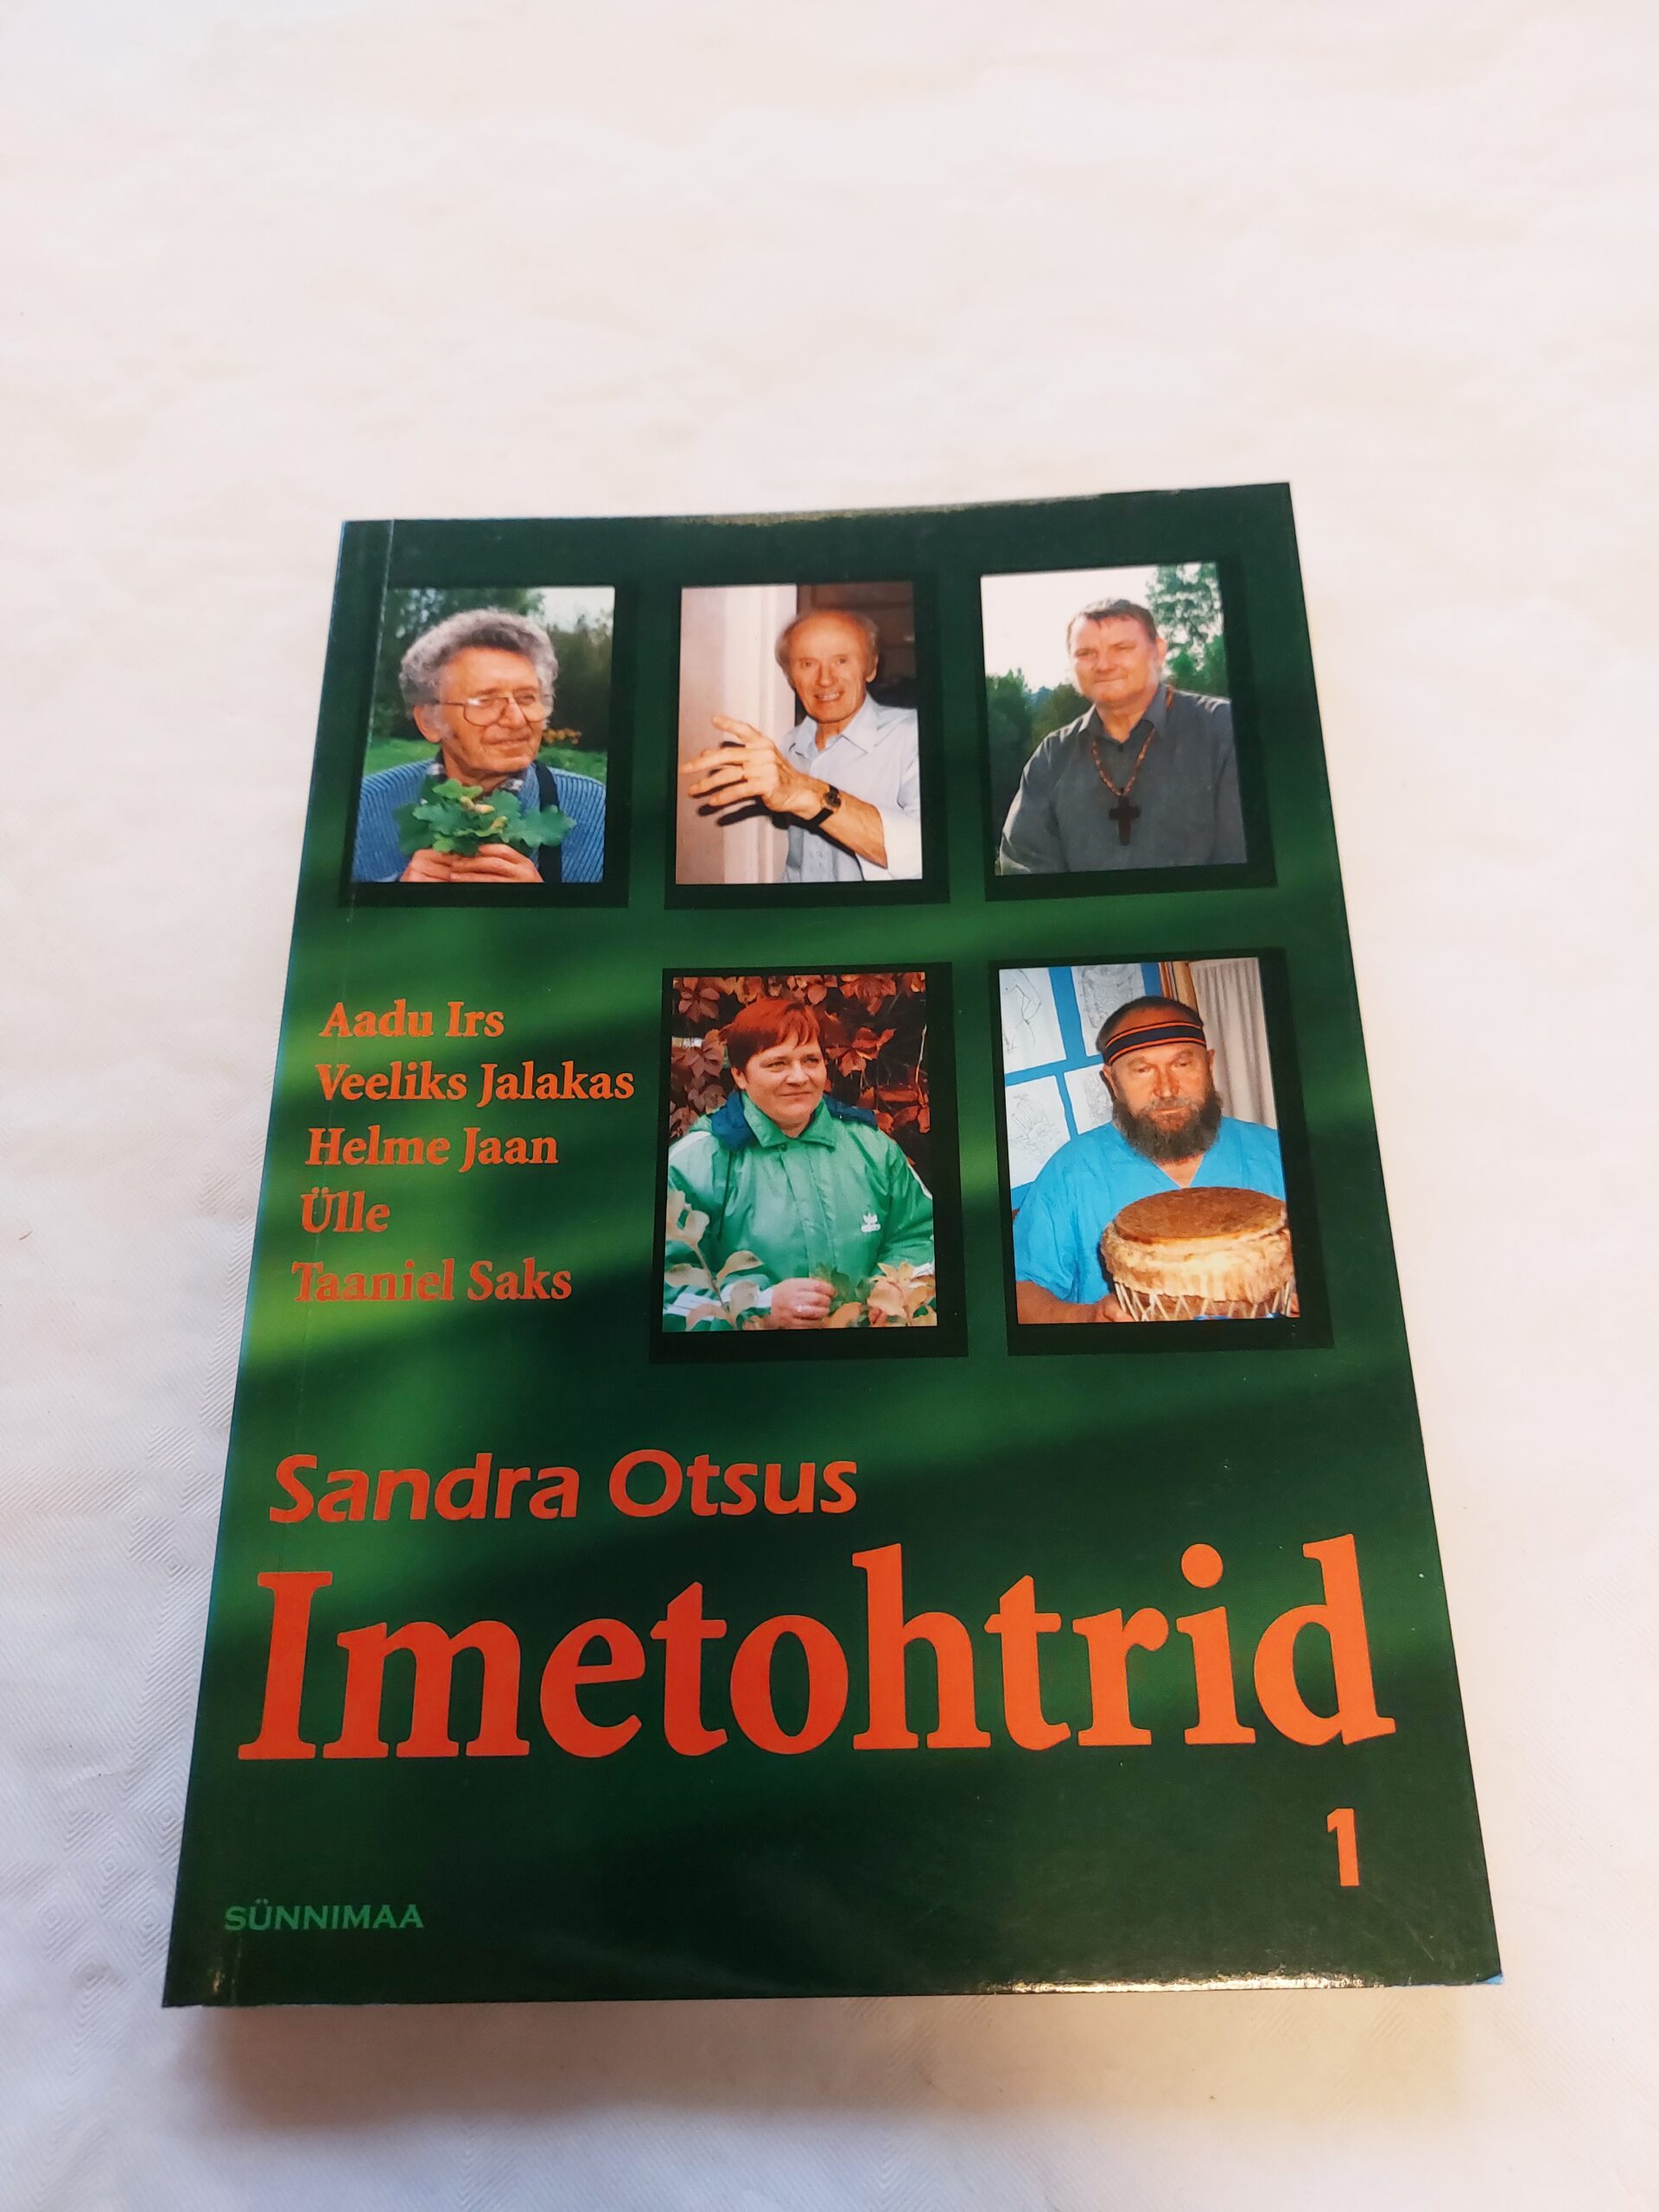 Aadu Irs
Veeliks Jalakas
Helme Jaan
Ülle
Taaniel Saks
Sandra Otsus
Imetohtrid
1
SÜNNIMAA